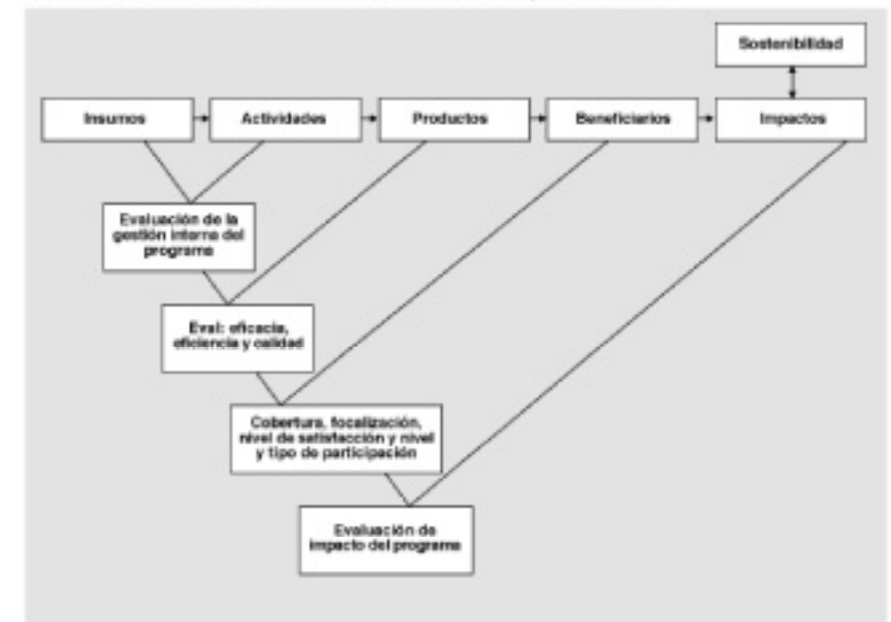 Sostenibilidad
Insumos
Actividades
Productos
Beneficiarios
Impactos
Evaluación de la
gestión interna del
programa
Eval: eficacia,
eficiencia y calidad
Cobertura, focalización,
nivel de satisfacción y nivel
y tipo de participación
Evaluación de
impacto del programa